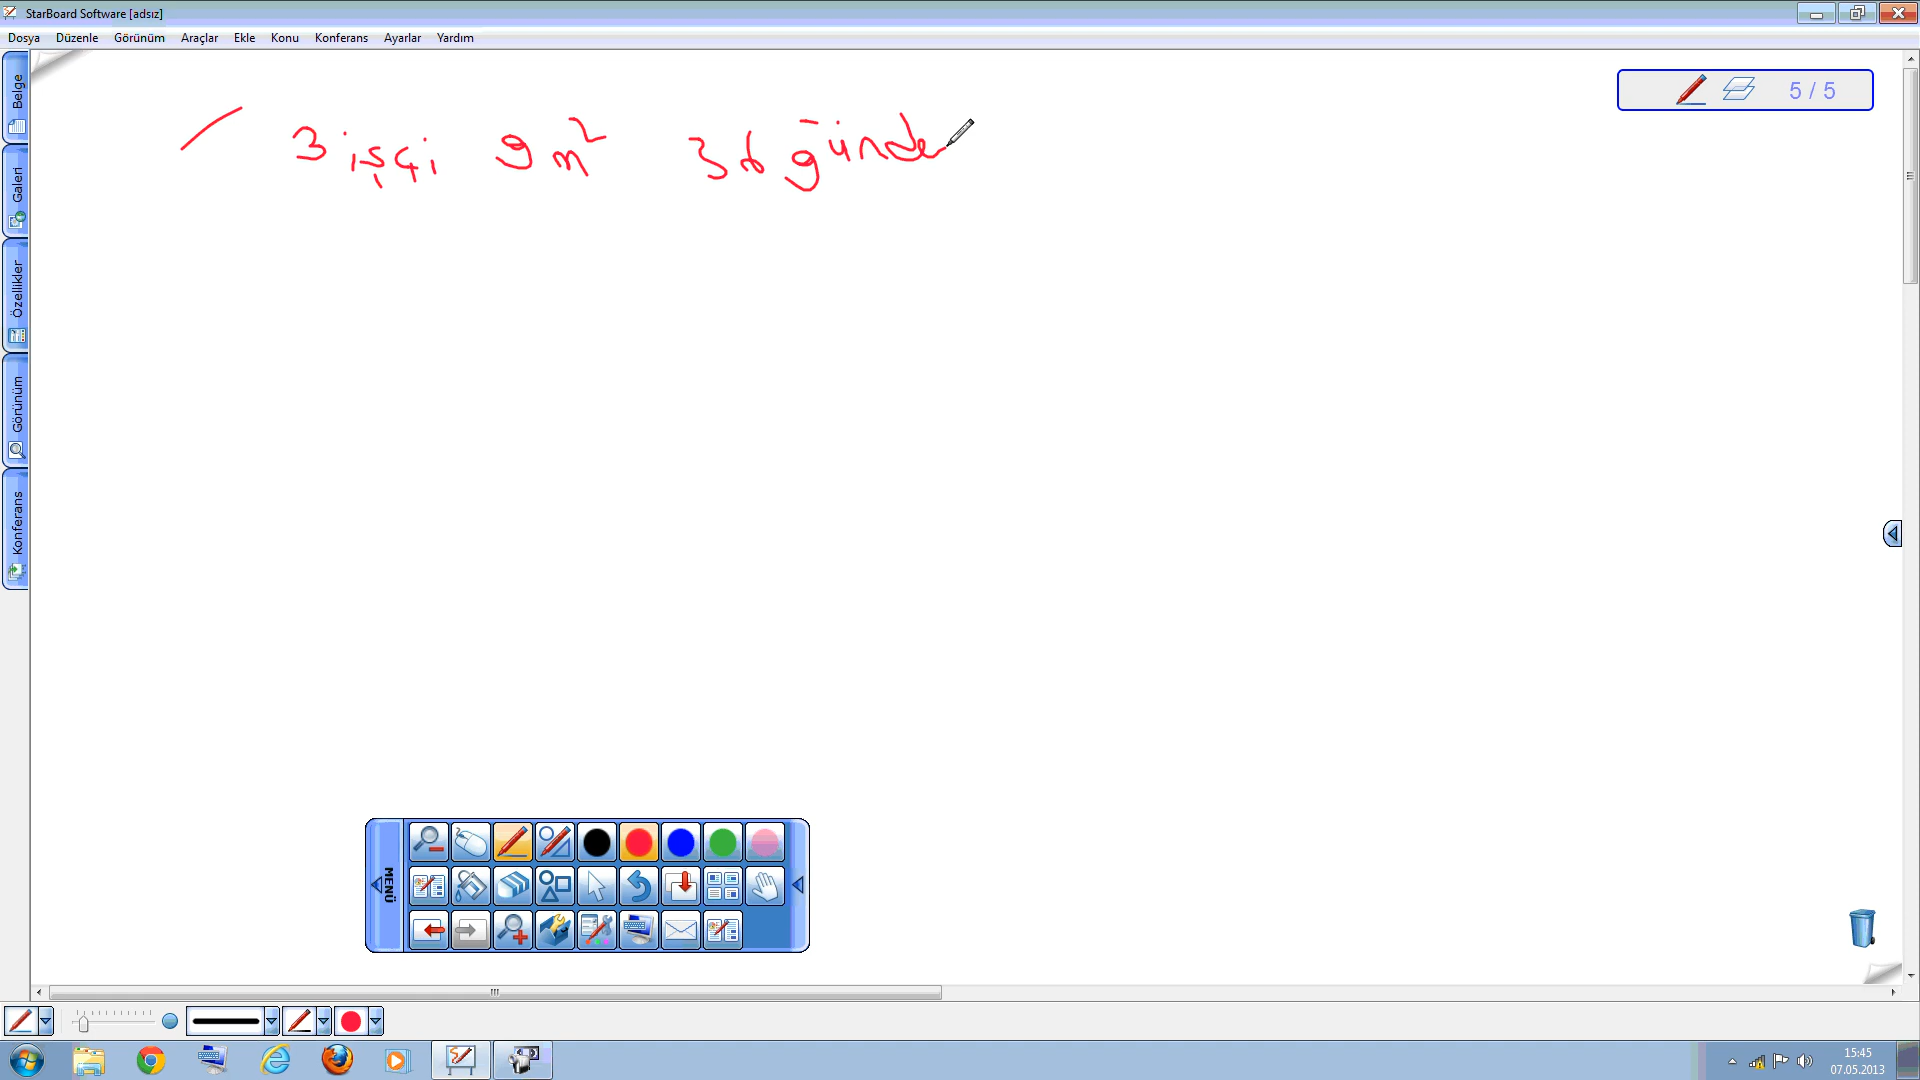 StarBoard Software [adsız]
Dosya Düzenle Görünüm Araçlar Ekle Konu Konferans Ayarlar Yardım
Belge
Galeri
Özellikler
Görünüm
Konferans
5 / 5
3 işçi 9 m² 36 günde
MENÜ
15:45
07.05.2013